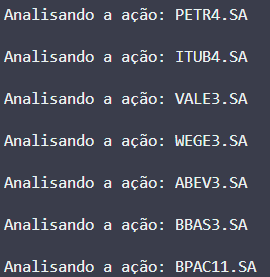 Analisando a ação: PETR4.SA
Analisando a ação: ITUB4.SA
Analisando a ação: VALE3.SA
Analisando a ação: WEGE3.SA
Analisando a ação: ABEV3.SA
Analisando a ação: BBAS3.SA
Analisando a ação: BPAC11.SA